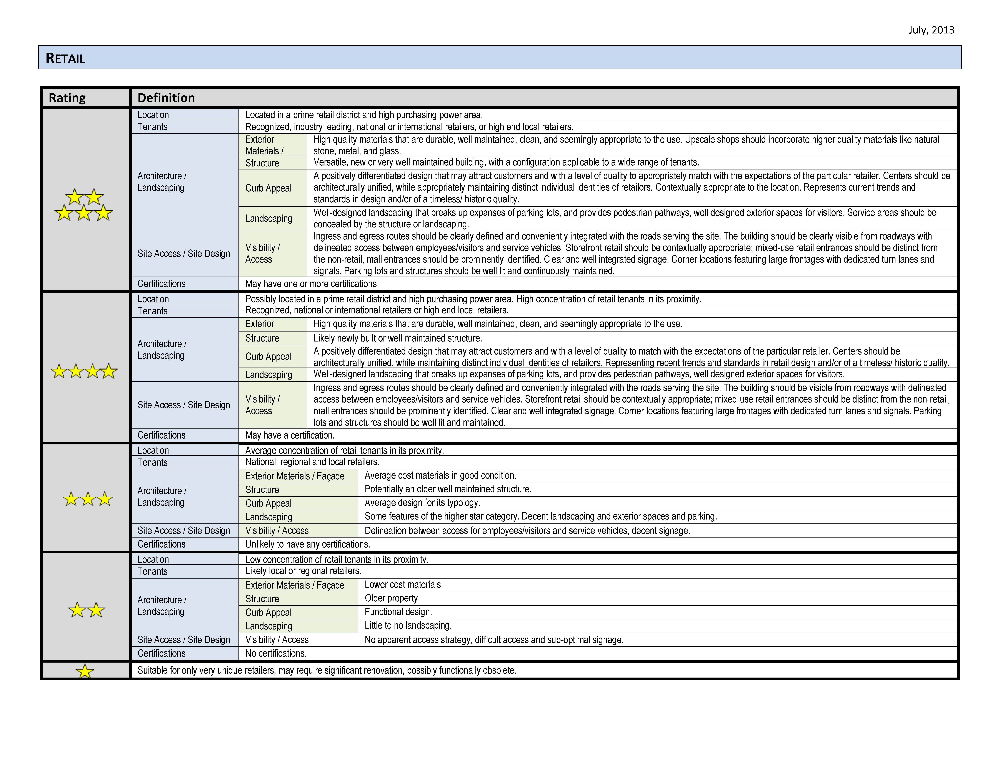 July, 2013
RETAIL
Rating
Definition
Location
Located in a prime retail district and high purchasing power area.
Tenants
Recognized, industry leading, national or international retailers, or high end local retailers.
Architecture /
Landscaping
Exterior
Materials /
High quality materials that are durable, well maintained, clean, and seemingly appropriate to the use. Upscale shops should incorporate higher quality materials like natural
stone, metal, and glass.
Structure
Versatile, new or very well-maintained building, with a configuration applicable to a wide range of tenants.
Curb Appeal
A positively differentiated design that may attract customers and with a level of quality to appropriately match with the expectations of the particular retailer. Centers should be
architecturally unified, while appropriately maintaining distinct individual identities of retailors. Contextually appropriate to the location. Represents current trends and
standards in design and/or of a timeless/ historic quality.
Landscaping
Well-designed landscaping that breaks up expanses of parking lots, and provides pedestrian pathways, well designed exterior spaces for visitors. Service areas should be
concealed by the structure or landscaping.
Site Access / Site Design
Visibility /
Access
Ingress and egress routes should be clearly defined and conveniently integrated with the roads serving the site. The building should be clearly visible from roadways with
delineated access between employees/visitors and service vehicles. Storefront retail should be contextually appropriate; mixed-use retail entrances should be distinct from
the non-retail, mall entrances should be prominently identified. Clear and well integrated signage. Corner locations featuring large frontages with dedicated turn lanes and
signals. Parking lots and structures should be well lit and continuously maintained.
Certifications
May have one or more certifications.
Location
Possibly located in a prime retail district and high purchasing power area. High concentration of retail tenants in its proximity.
Tenants
Recognized, national or international retailers or high end local retailers.
Architecture /
Landscaping
Exterior
High quality materials that are durable, well maintained, clean, and seemingly appropriate to the use.
Structure
Likely newly built or well-maintained structure.
Curb Appeal
A positively differentiated design that may attract customers and with a level of quality to match with the expectations of the particular retailer. Centers should be
architecturally unified, while maintaining distinct individual identities of retailors. Representing recent trends and standards in retail design and/or of a timeless/ historic quality.
Landscaping
Well-designed landscaping that breaks up expanses of parking lots, and provides pedestrian pathways, well designed exterior spaces for visitors.
Site Access / Site Design
Visibility /
Access
Ingress and egress routes should be clearly defined and conveniently integrated with the roads serving the site. The building should be visible from roadways with delineated
access between employees/visitors and service vehicles. Storefront retail should be contextually appropriate; mixed-use retail entrances should be distinct from the non-retail,
mall entrances should be prominently identified. Clear and well integrated signage. Corner locations featuring large frontages with dedicated turn lanes and signals. Parking
lots and structures should be well lit and maintained.
Certifications
May have a certification.
Location
Average concentration of retail tenants in its proximity.
Tenants
National, regional and local retailers.
Architecture /
Landscaping
Exterior Materials / Façade
Average cost materials in good condition.
Structure
Potentially an older well maintained structure.
Curb Appeal
Average design for its typology.
Landscaping
Some features of the higher star category. Decent landscaping and exterior spaces and parking.
Site Access / Site Design
Visibility / Access
Delineation between access for employees/visitors and service vehicles, decent signage.
Certifications
Unlikely to have any certifications.
Location
Low concentration of retail tenants in its proximity.
Tenants
Likely local or regional retailers.
Architecture /
Landscaping
Exterior Materials / Façade
Lower cost materials.
Structure
Older property.
Curb Appeal
Functional design.
Landscaping
Little to no landscaping.
Site Access / Site Design
Visibility / Access
No apparent access strategy, difficult access and sub-optimal signage.
Certifications
No certifications.
Suitable for only very unique retailers, may require significant renovation, possibly functionally obsolete.